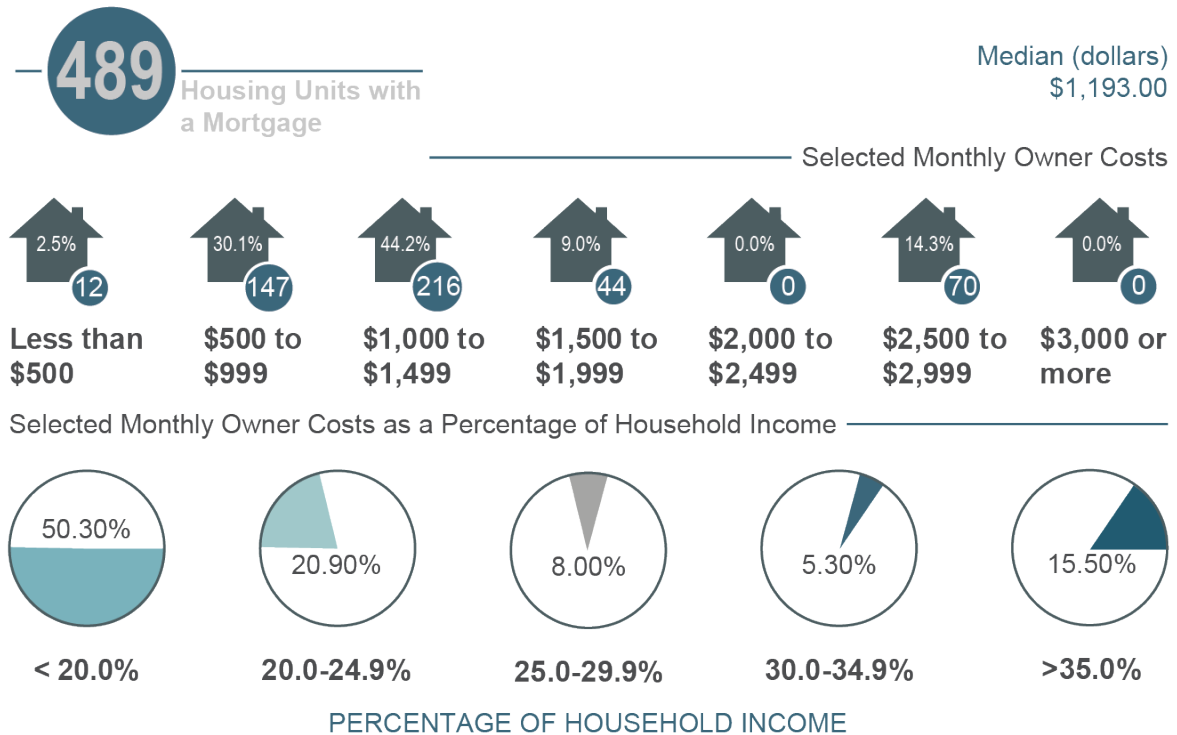 489
Housing Units with
a Mortgage
Median (dollars)
$1,193.00
Selected Monthly Owner Costs
2.5% 30.1% 44.2% 9.0% 0.0% 14.3% 0.0%
12 147 216 44 0 70 0
Less than $500 to $1,000 to $1,500 to $2,000 to $2,500 to $3,000 or
$500 $999 $1,499 $1,999 $2,499 $2,999 more
Selected Monthly Owner Costs as a Percentage of Household Income
50.30% 20.90% 8.00% 5.30% 15.50%
< 20.0% 20.0-24.9% 25.0-29.9% 30.0-34.9% >35.0%
PERCENTAGE OF HOUSEHOLD INCOME